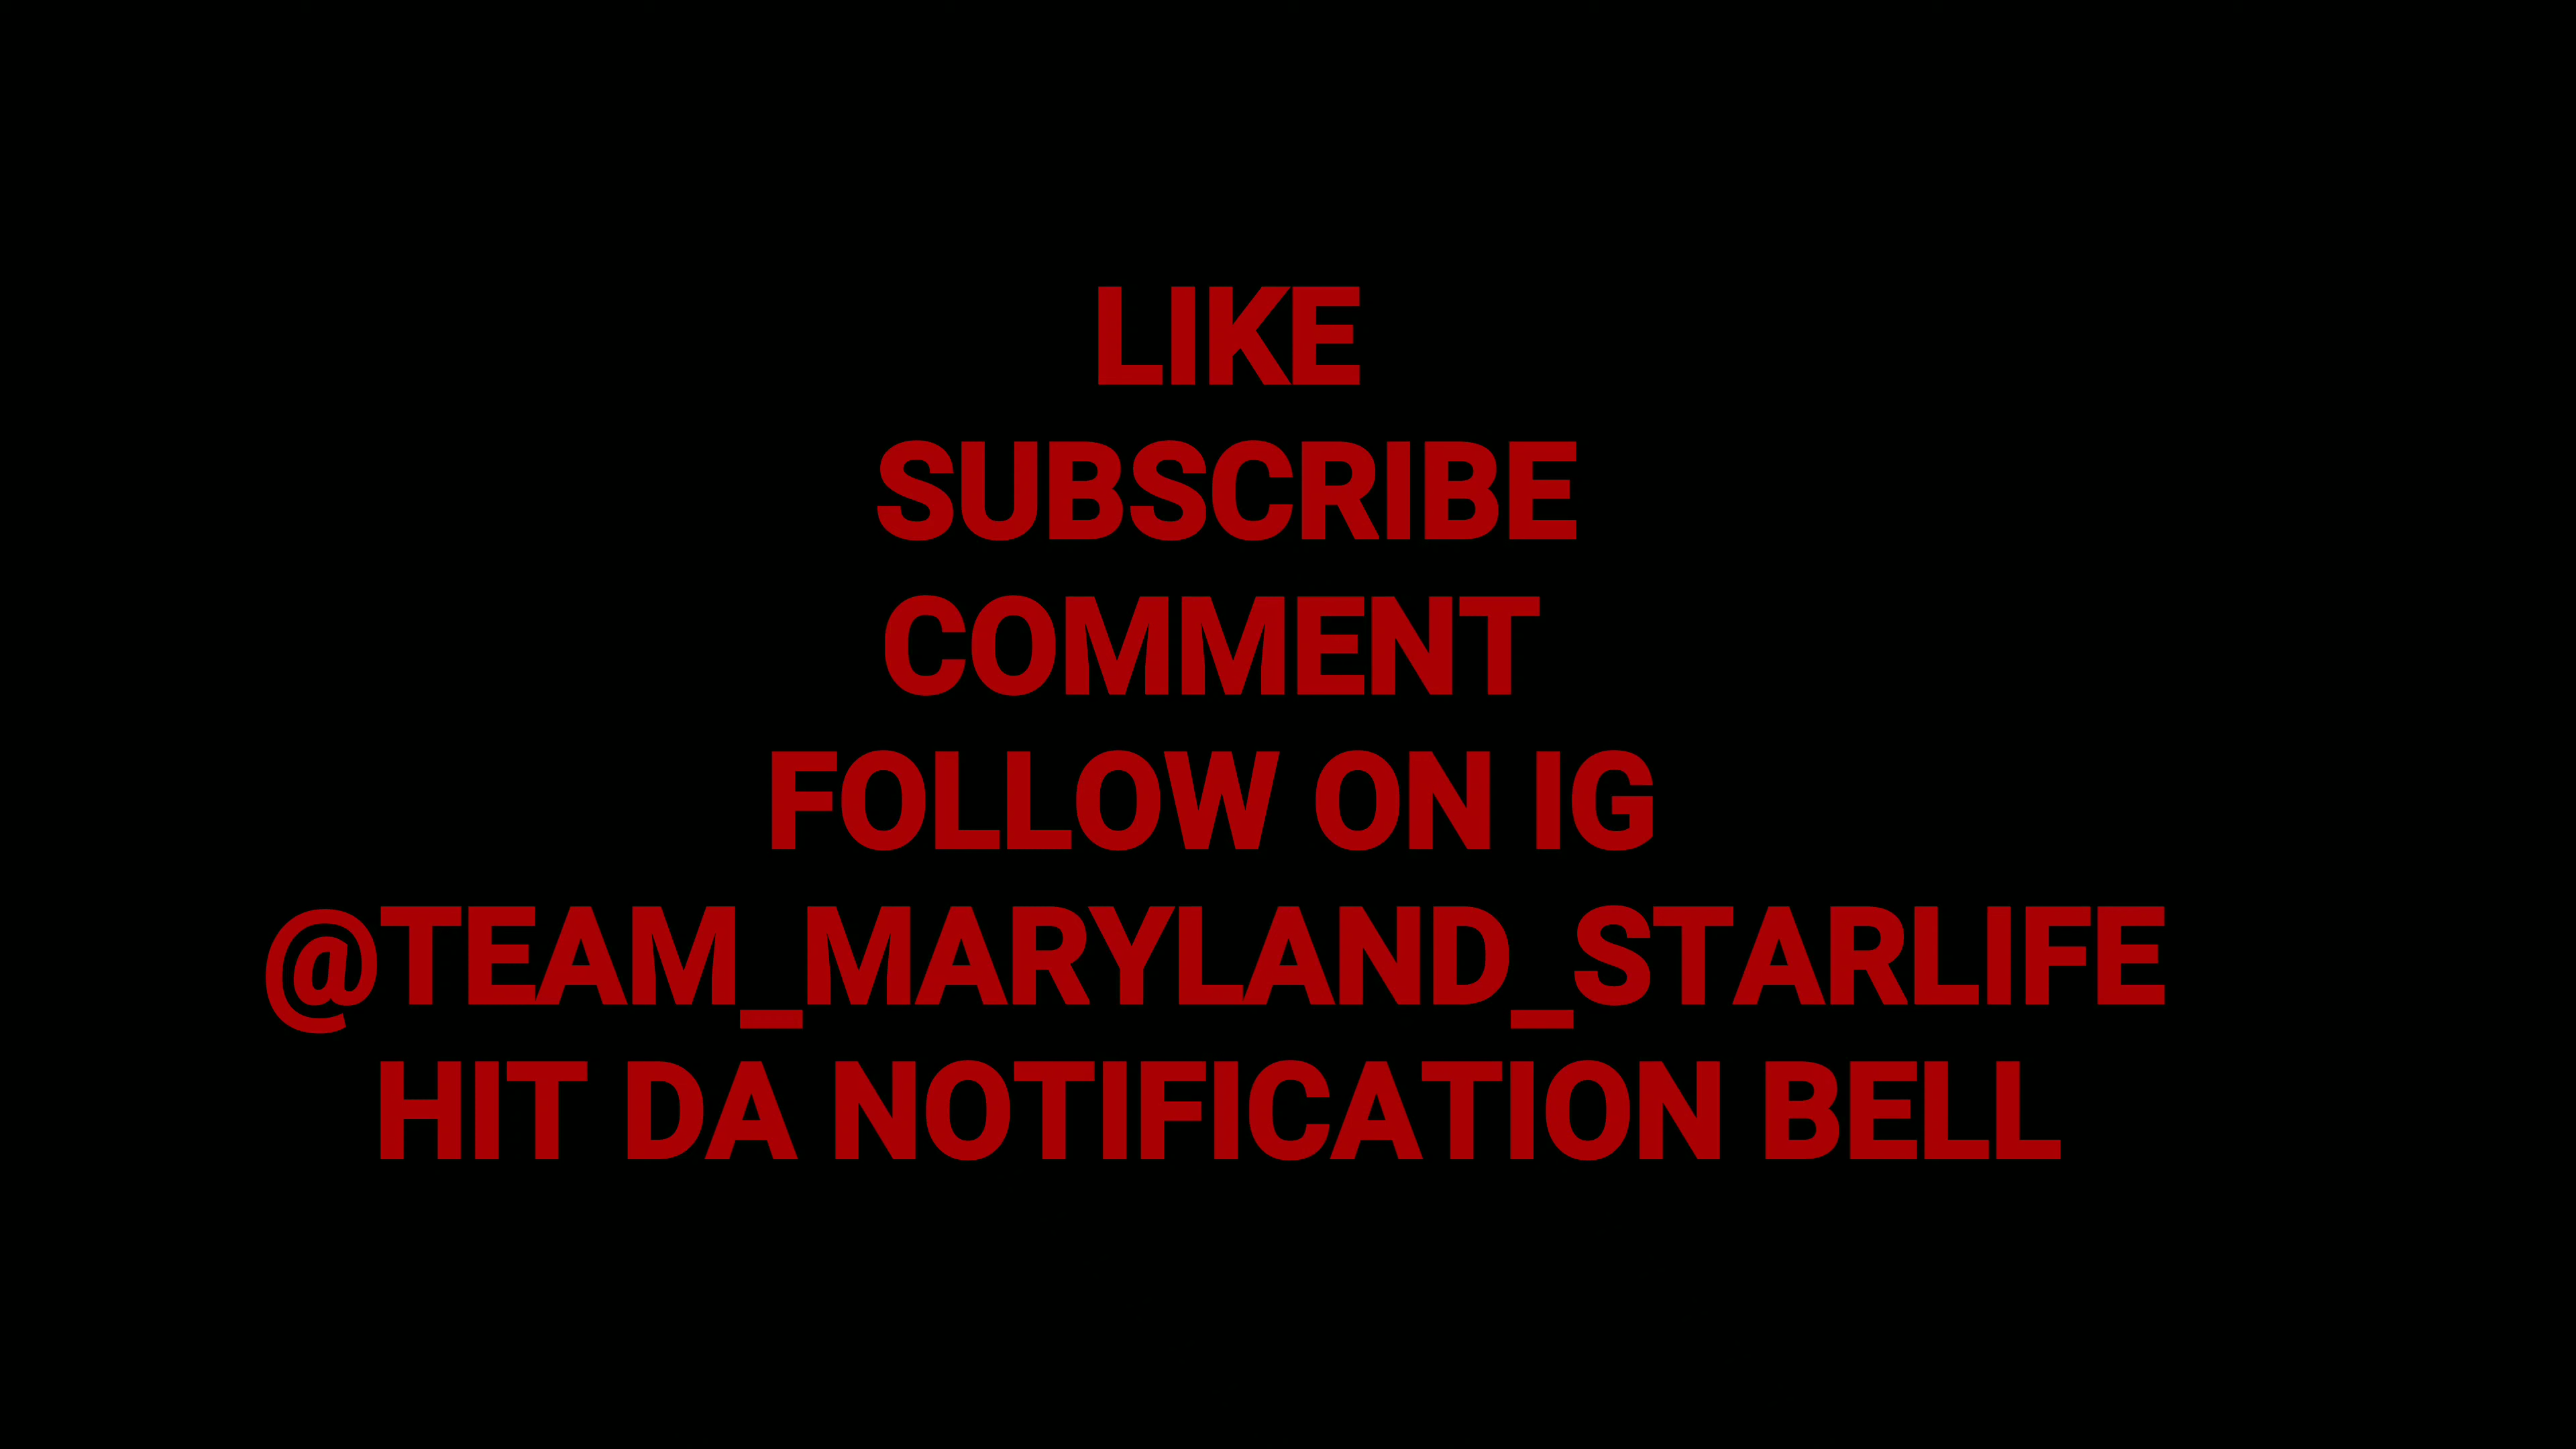 LIKE
SUBSCRIBE
COMMENT
FOLLOW ON IG
@TEAM_MARYLAND_STARLIFE
HIT DA NOTIFICATION BELL